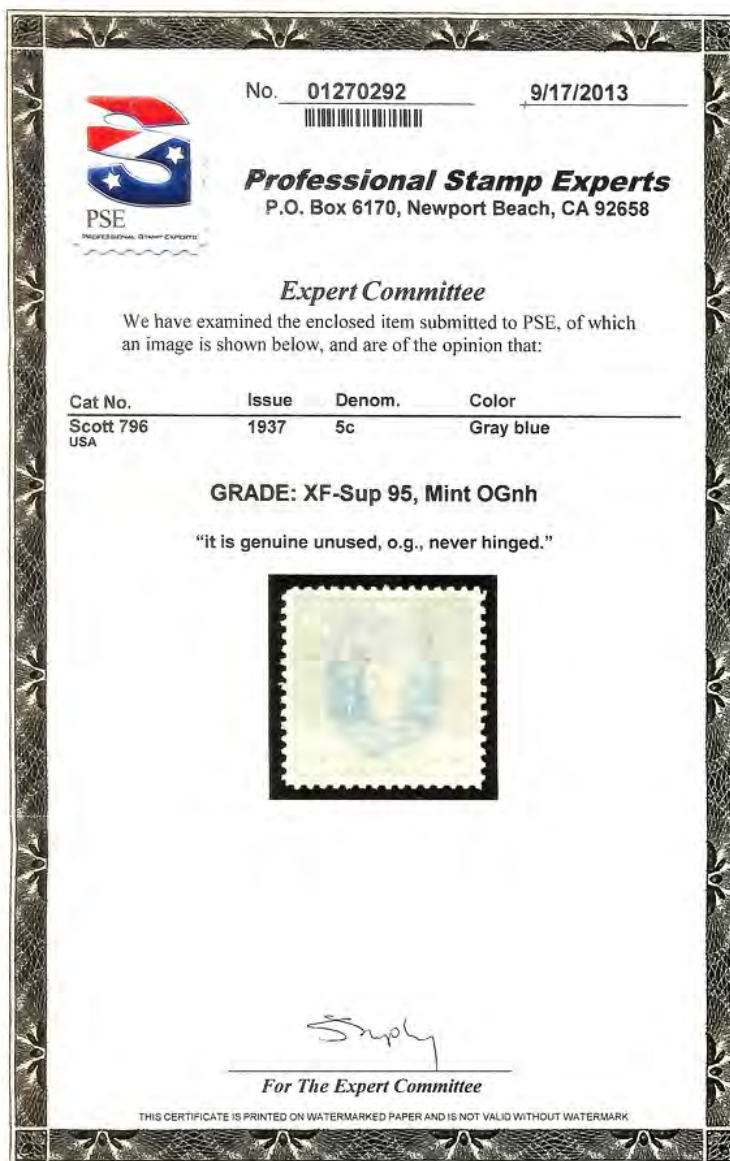 No. 01270292 9/17/2013
PSE
PROFESSIONAL STAMP EXPERTS
Professional Stamp Experts
P.O. Box 6170, Newport Beach, CA 92658
Expert Committee
We have examined the enclosed item submitted to PSE, of which
an image is shown below, and are of the opinion that:
Cat No. Issue Denom. Color
Scott 796 1937 5c Gray blue
USA
GRADE: XF-Sup 95, Mint OGnh
“it is genuine unused, o.g., never hinged.”
For The Expert Committee
THIS CERTIFICATE IS PRINTED ON WATERMARKED PAPER AND IS NOT VALID WITHOUT WATERMARK